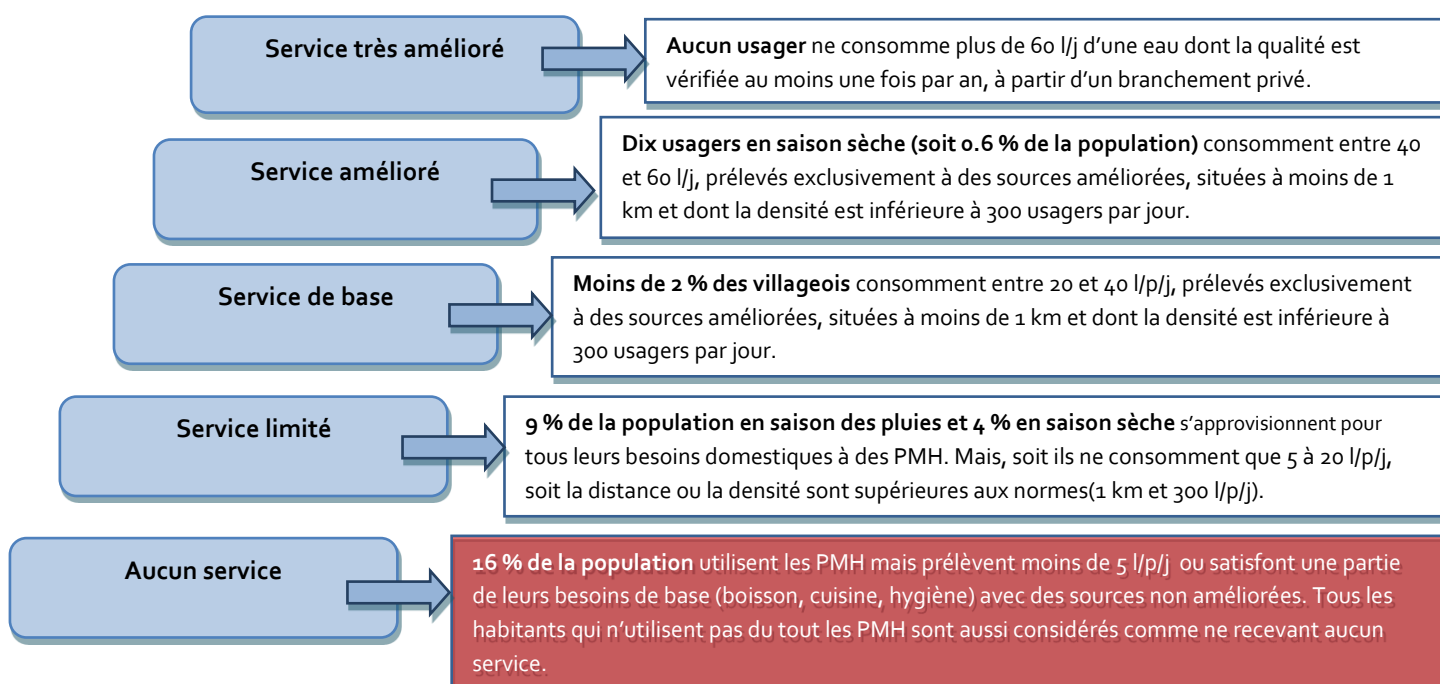 Service très amélioré
Aucun usager ne consomme plus de 60 l/j d’une eau dont la qualité est
vérifiée au moins une fois par an, à partir d’un branchement privé.
Service amélioré
Dix usagers en saison sèche (soit 0.6 % de la population) consomment entre 40
et 60 l/j, prélevés exclusivement à des sources améliorées, situées à moins de 1
km et dont la densité est inférieure à 300 usagers par jour.
Service de base
Moins de 2 % des villageois consomment entre 20 et 40 l/p/j, prélevés exclusivement
à des sources améliorées, situées à moins de 1 km et dont la densité est inférieure à
300 usagers par jour.
Service limité
9 % de la population en saison des pluies et 4 % en saison sèche s’approvisionnent pour
tous leurs besoins domestiques à des PMH. Mais, soit ils ne consomment que 5 à 20 l/p/j,
soit la distance ou la densité sont supérieures aux normes(1 km et 300 l/p/j).
Aucun service
16 % de la population utilisent les PMH mais prélèvent moins de 5 l/p/j ou satisfont une partie
de leurs besoins de base (boisson, cuisine, hygiène) avec des sources non améliorées. Tous les
habitants qui n’utilisent pas du tout les PMH sont aussi considérés comme ne recevant aucun
service.